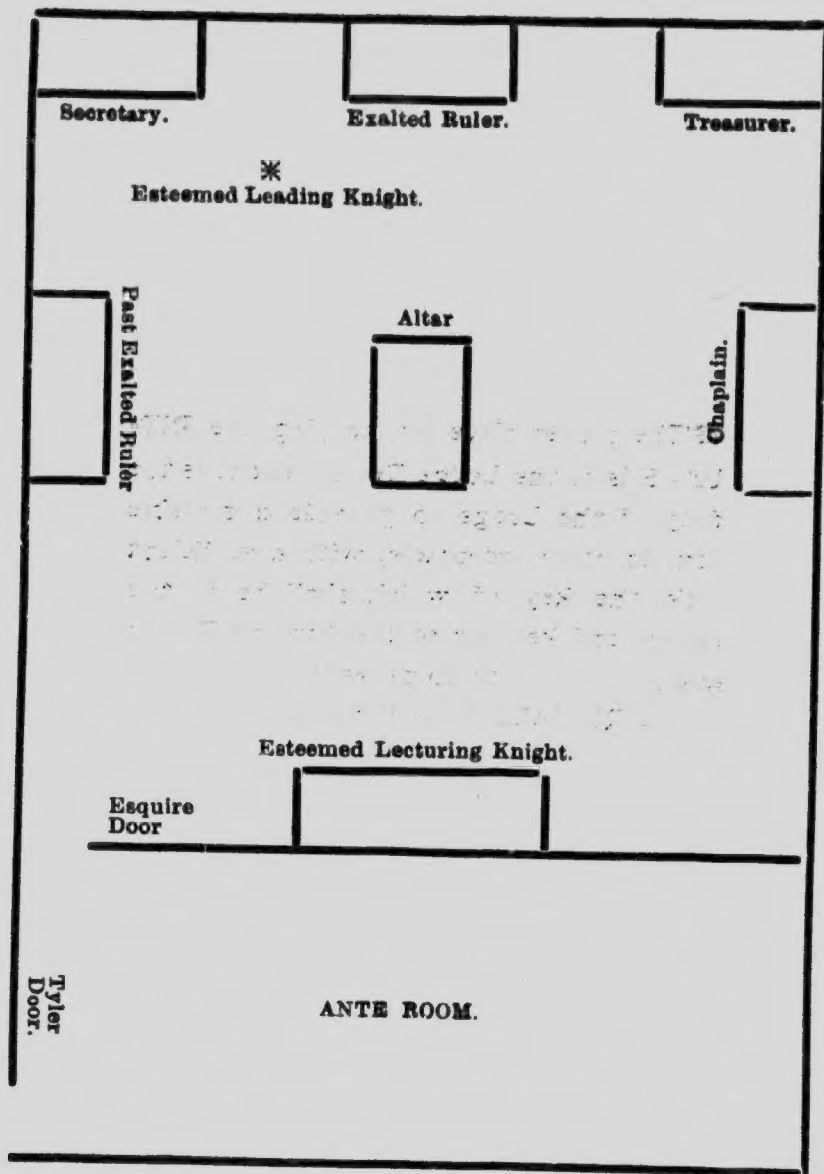 Secretary.
Exalted Ruler.
Treasurer.
※
Esteemed Leading Knight.
Past Exalted Ruler
Altar
Chaplain.
Esteemed Lecturing Knight.
Esquire
Door
Tyler
Door.
ANTE ROOM.